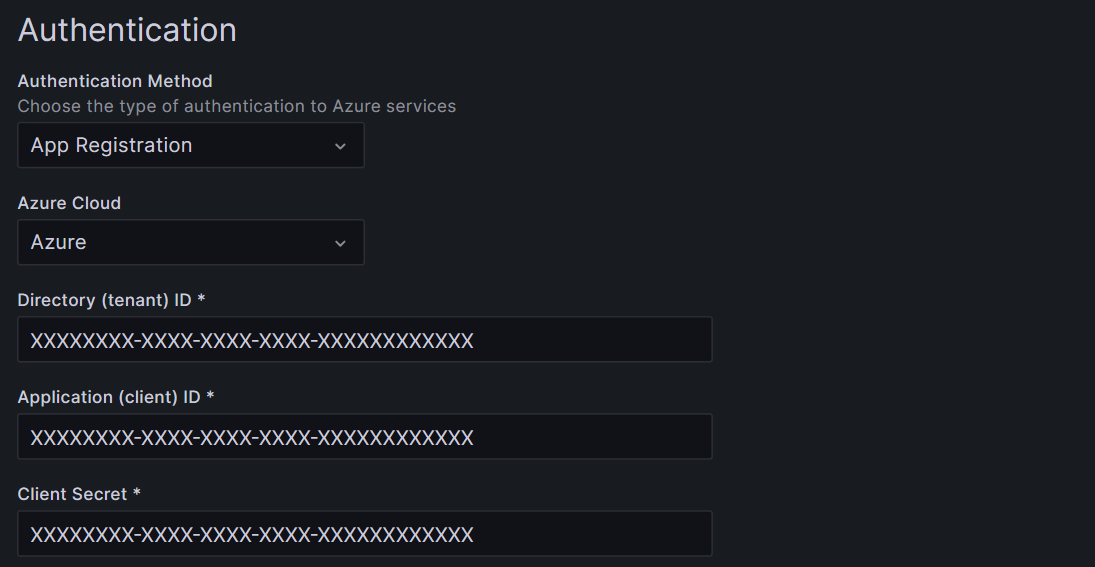 Authentication
Authentication Method
Choose the type of authentication to Azure services
App Registration
Azure Cloud
Azure
Directory (tenant) ID *
XXXXXXXX-XXXX-XXXX-XXXX-XXXXXXXXXXXX
Application (client) ID *
XXXXXXXX-XXXX-XXXX-XXXX-XXXXXXXXXXXX
Client Secret *
XXXXXXXX-XXXX-XXXX-XXXX-XXXXXXXXXXXX